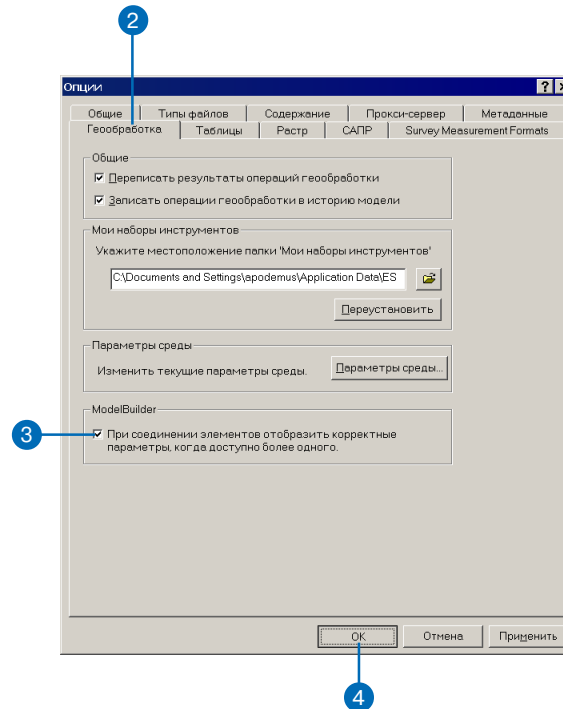 2
Опции
Общие Типы файлов Содержание Прокси-сервер Метаданные
Геообработка Таблицы Растр САПР Survey Measurement Formats
Общие
Переписать результаты операций геообработки
Записать операции геообработки в историю модели
Мои наборы инструментов
Укажите местоположение папки 'Мои наборы инструментов'
C:\Documents and Settings\apodemus\Application Data\ES
Переустановить
Параметры среды
Изменить текущие параметры среды. Параметры среды...
ModelBuilder
3
При соединении элементов отобразить корректные
параметры, когда доступно более одного.
OK Отмена Применить
4